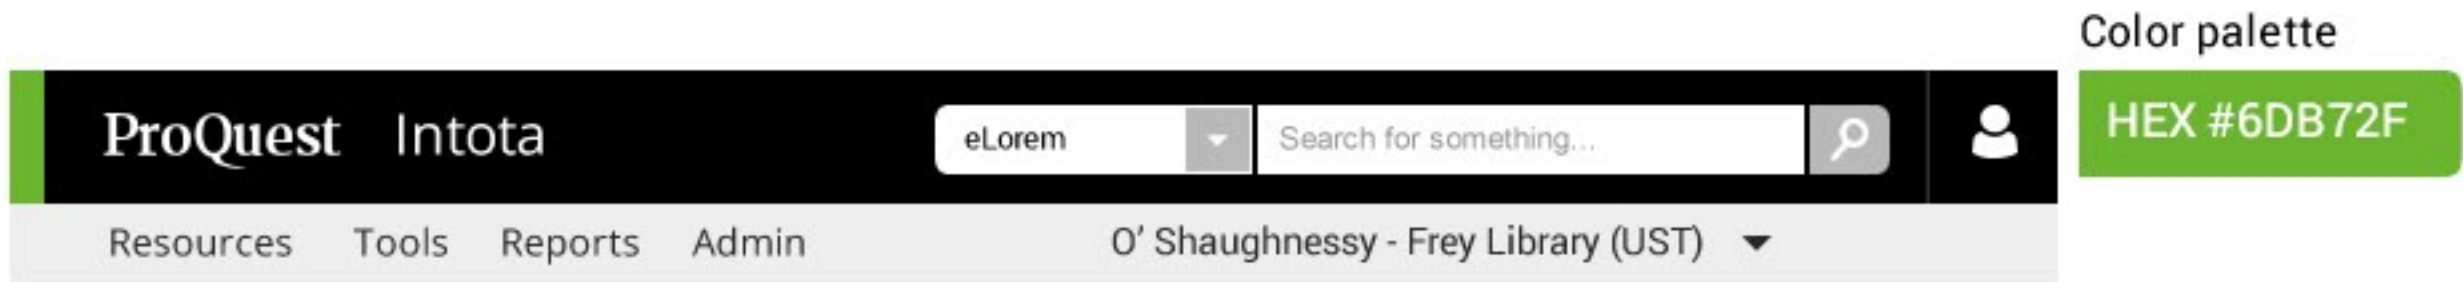 Color palette
ProQuest Intota eLorem Search for something... HEX #6DB72F
Resources Tools Reports Admin O’ Shaughnessy - Frey Library (UST)